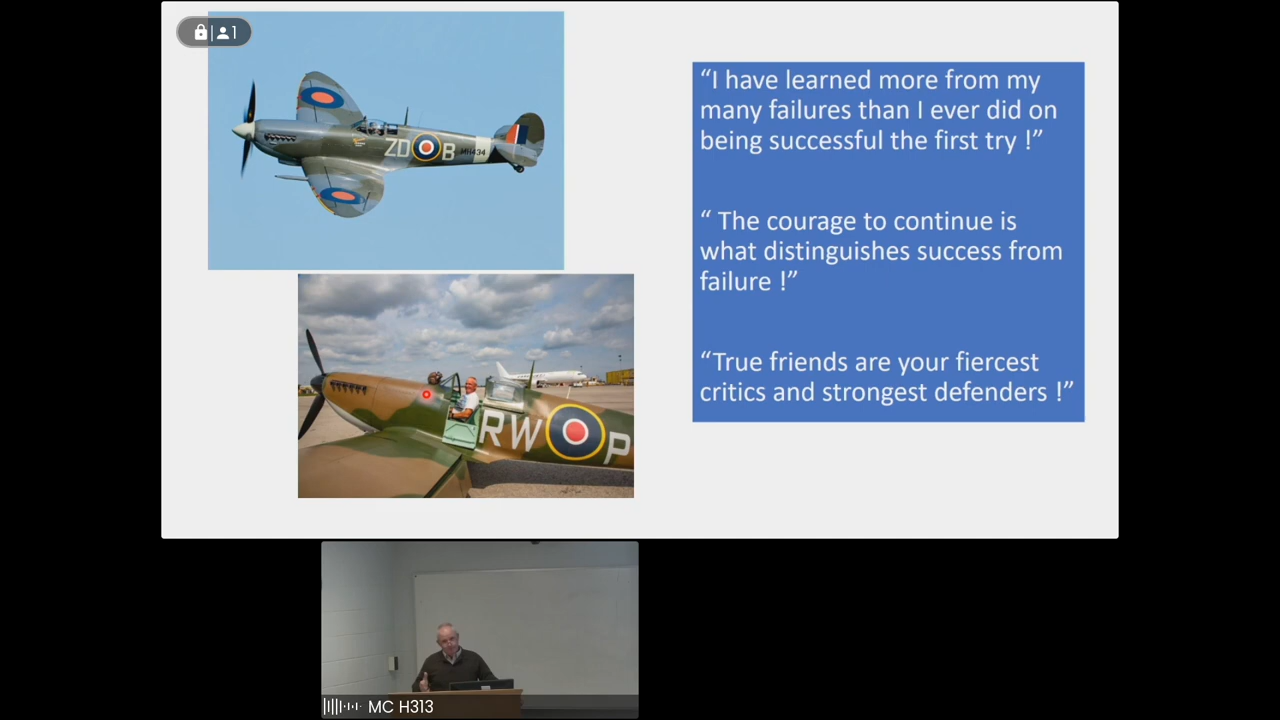 1
ZD B MH434
RW P
“I have learned more from my
many failures than I ever did on
being successful the first try !”
“ The courage to continue is
what distinguishes success from
failure !”
“True friends are your fiercest
critics and strongest defenders !”
MC H313